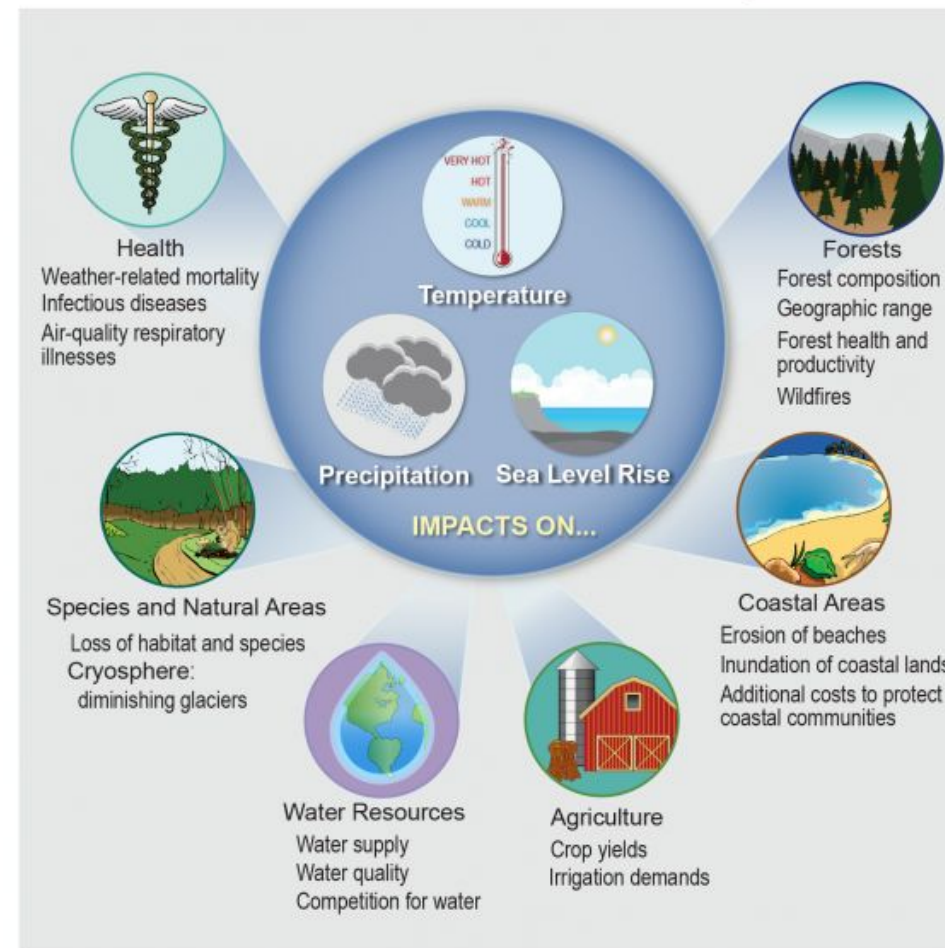 VERY HOT
HOT
WARM
COOL
COLD
Temperature
Precipitation
Sea Level Rise
IMPACTS ON...
Health
Weather-related mortality
Infectious diseases
Air-quality respiratory
illnesses
Species and Natural Areas
Loss of habitat and species
Cryosphere:
diminishing glaciers
Water Resources
Water supply
Water quality
Competition for water
Agriculture
Crop yields
Irrigation demands
Coastal Areas
Erosion of beaches
Inundation of coastal lands
Additional costs to protect
coastal communities
Forests
Forest composition
Geographic range
Forest health and
productivity
Wildfires